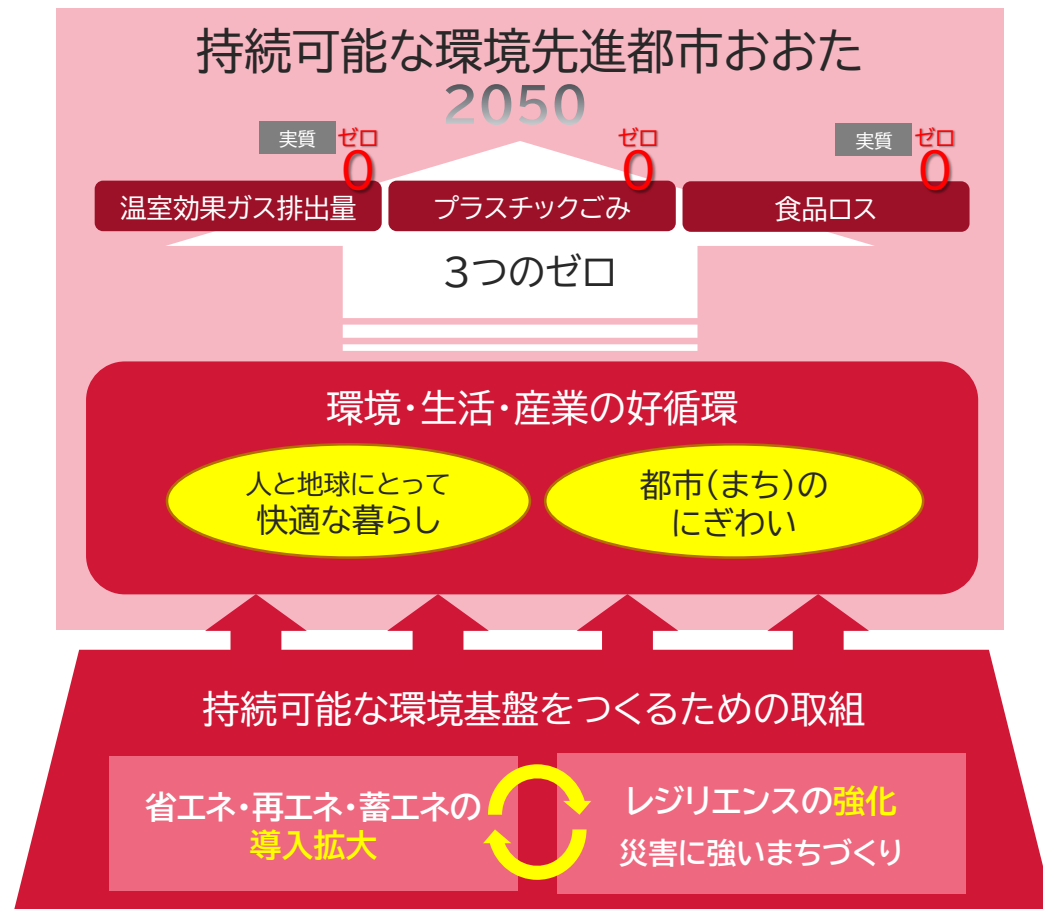 持続可能な環境先進都市おおた
2050
実質 ゼロ
0
温室効果ガス排出量
ゼロ
0
プラスチックごみ
実質 ゼロ
0
食品ロス
3つのゼロ
環境・生活・産業の好循環
人と地球にとって
快適な暮らし
都市(まち)の
にぎわい
持続可能な環境基盤をつくるための取組
省エネ・再エネ・蓄エネの
導入拡大
レジリエンスの強化
災害に強いまちづくり